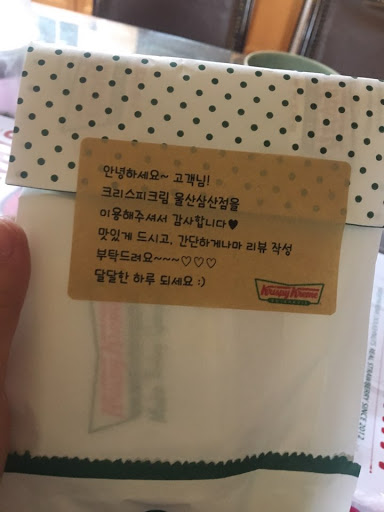 안녕하세요~ 고객님!
크리스피크림 울산삼산점을
이용해주셔서 감사합니다♥
맛있게 드시고, 간단하게나마 리뷰 작성
부탁드려요~~~♡♡♡
달달한 하루 되세요 :)
Krispy Kreme
DOUGHNUTS